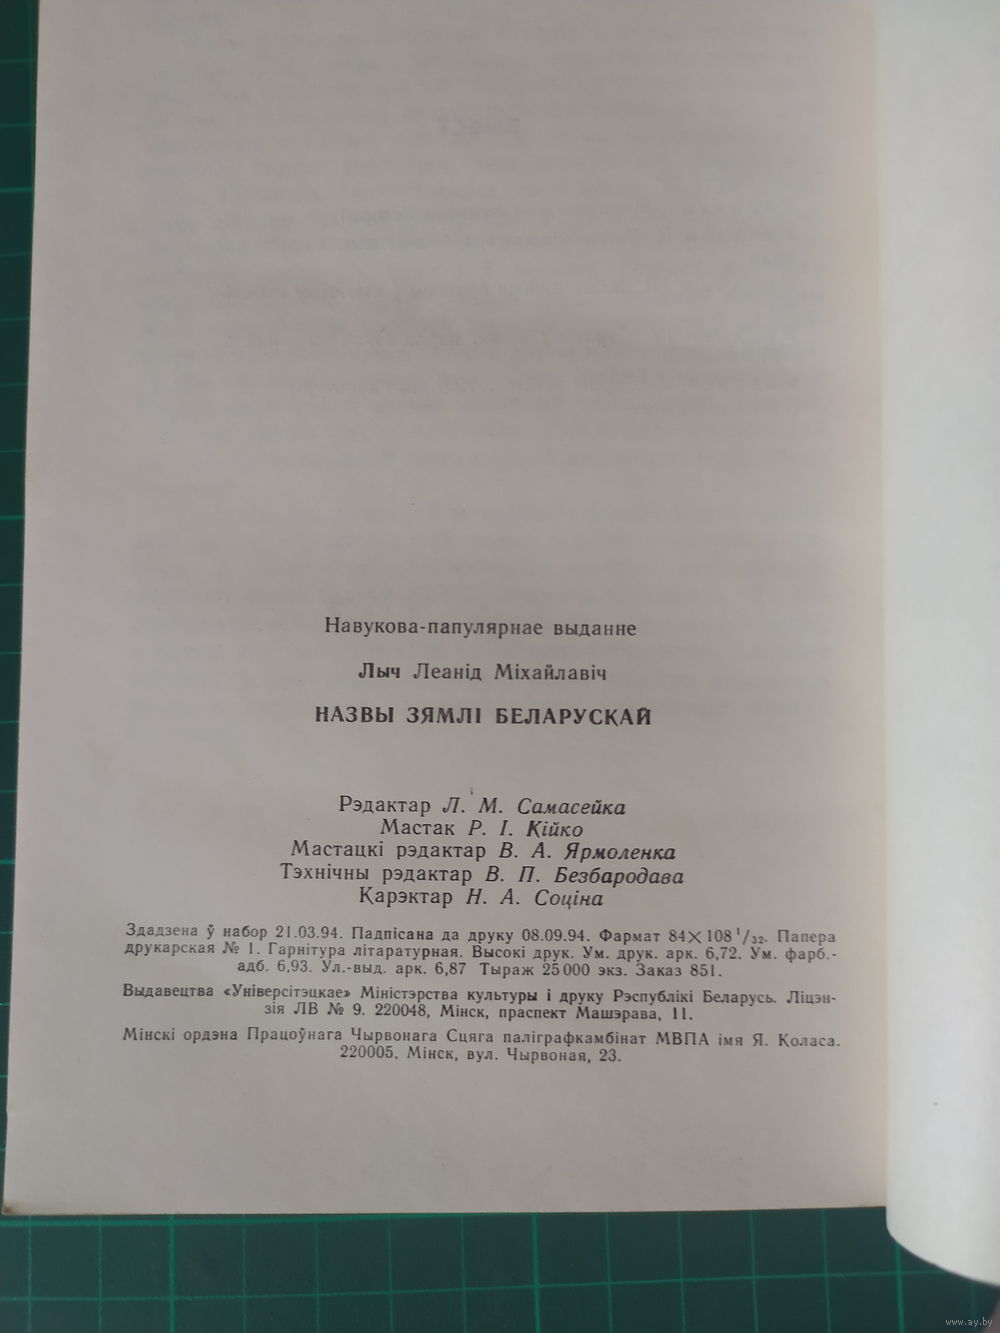 Навукова-папулярнае выданне
Лыч Леанід Міхайлавіч
НАЗВЫ ЗЯМЛІ БЕЛАРУСКАЙ
Рэдактар Л. М. Самасейка
Мастак Р. І. Кійко
Мастацкі рэдактар В. А. Ярмоленка
Тэхнічны рэдактар В. П. Безбародава
Карэктар Н. А. Соціна
Здадзена ў набор 21.03.94. Падпісана да друку 08.09.94. Фармат 84×108 ¹/₃₂. Папера
друкарская № 1. Гарнітура літаратурная. Высокі друк. Ум. друк. арк. 6,72. Ум. фарб.-
адб. 6,93. Ул.-выд. арк. 6,87 Тыраж 25 000 экз. Заказ 851.
Выдавецтва «Універсітэцкае» Міністэрства культуры і друку Рэспублікі Беларусь. Ліцэн-
зія ЛВ № 9. 220048, Мінск, праспект Машэрава, 11.
Мінскі ордэна Працоўнага Чырвонага Сцяга паліграфкамбінат МВПА імя Я. Коласа.
220005. Мінск, вул. Чырвоная, 23.
www.ay.by